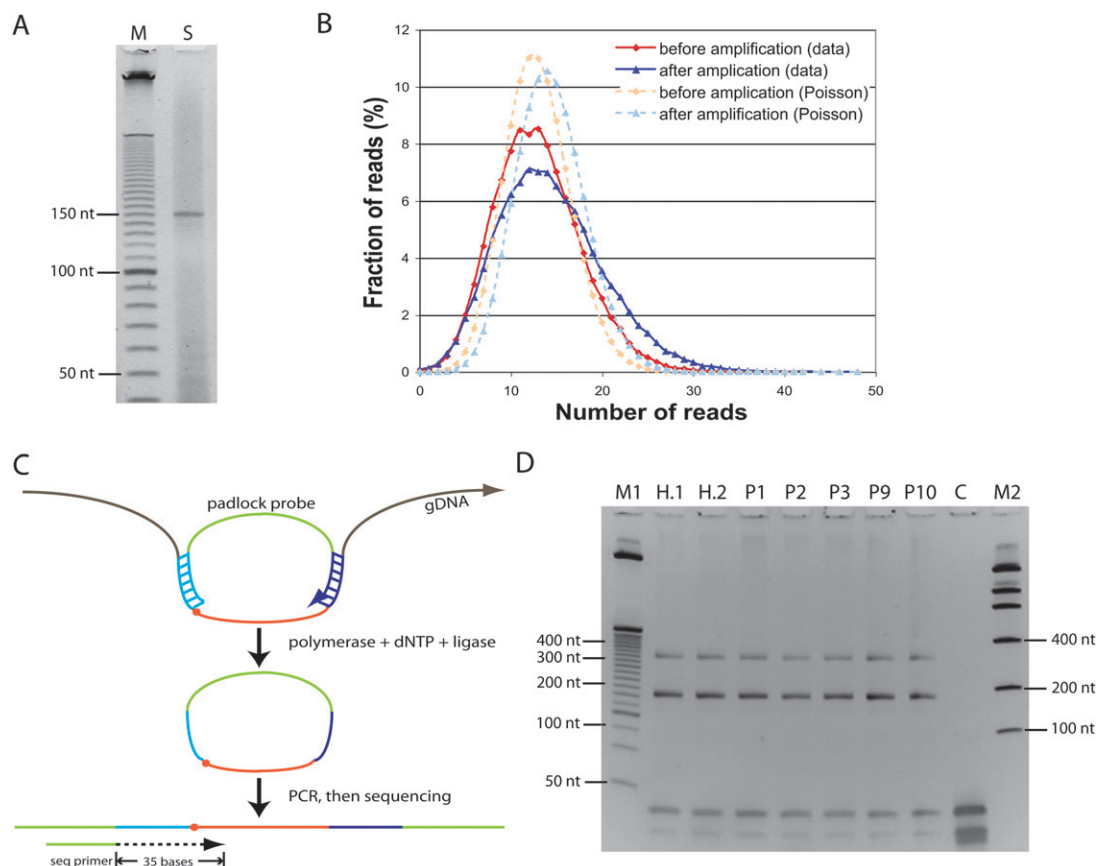 A
M S
150 nt
100 nt
50 nt
B
12
10
8
6
4
2
0
0 10 20 30 40 50
Fraction of reads (%)
Number of reads
before amplification (data)
after amplication (data)
before amplication (Poisson)
after amplification (Poisson)
C
padlock probe
gDNA
polymerase + dNTP + ligase
PCR, then sequencing
seq primer
35 bases
D
M1 H.1 H.2 P1 P2 P3 P9 P10 C M2
400 nt
300 nt
200 nt
100 nt
50 nt
400 nt
200 nt
100 nt